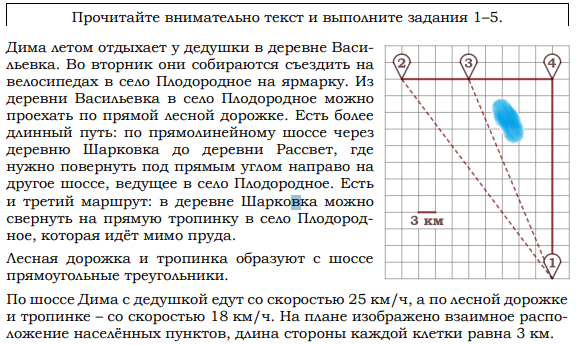 Прочитайте внимательно текст и выполните задания 1–5.
Дима летом отдыхает у дедушки в деревне Васи-
льевка. Во вторник они собираются съездить на
велосипедах в село Плодородное на ярмарку. Из
деревни Васильевка в село Плодородное можно
проехать по прямой лесной дорожке. Есть более
длинный путь: по прямолинейному шоссе через
деревню Шарковка до деревни Рассвет, где
нужно повернуть под прямым углом направо на
другое шоссе, ведущее в село Плодородное. Есть
и третий маршрут: в деревне Шарковка можно
свернуть на прямую тропинку в село Плодород-
ное, которая идёт мимо пруда.
Лесная дорожка и тропинка образуют с шоссе
прямоугольные треугольники.
2 3 4
3 км
1
По шоссе Дима с дедушкой едут со скоростью 25 км/ч, а по лесной дорожке
и тропинке – со скоростью 18 км/ч. На плане изображено взаимное распо-
ложение населённых пунктов, длина стороны каждой клетки равна 3 км.